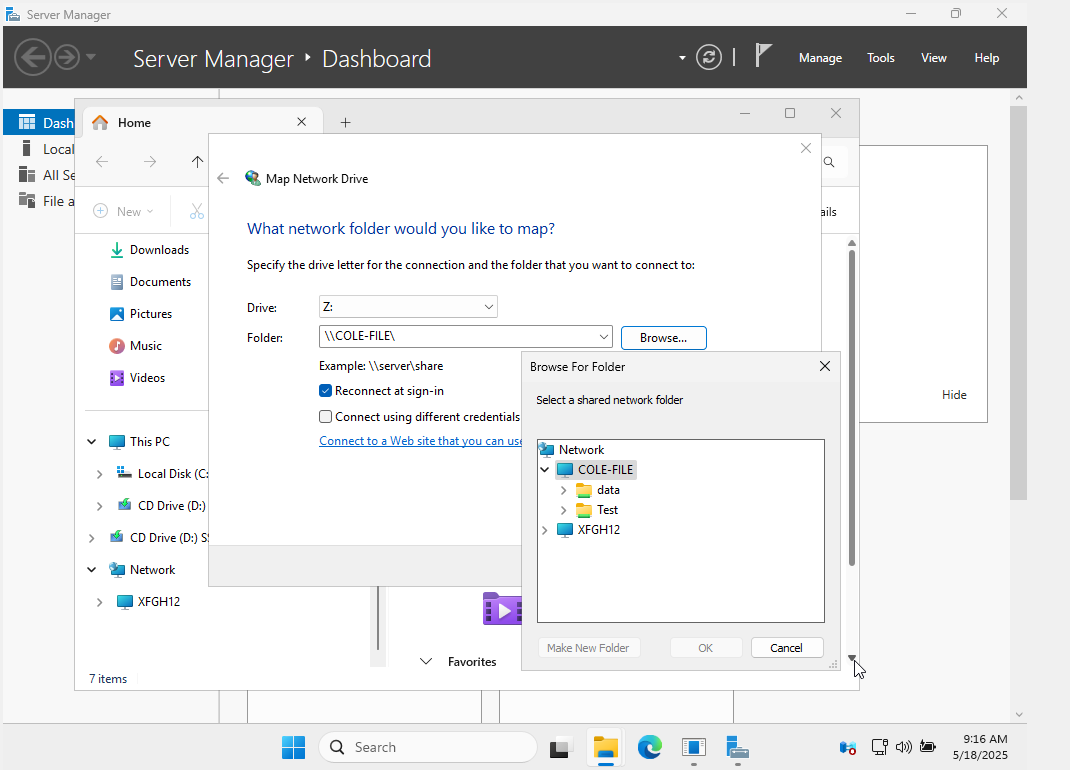 Server Manager
Server Manager
Dashboard
Manage
Tools
View
Help
Dash
Local
All Se
File a
Home
New
ails
Map Network Drive
What network folder would you like to map?
Specify the drive letter for the connection and the folder that you want to connect to:
Drive:
Z:
Folder:
\\COLE-FILE\
Browse...
Example: \\server\share
Reconnect at sign-in
Connect using different credentials
Connect to a Web site that you can use
Downloads
Documents
Pictures
Music
Videos
This PC
Local Disk (C:
CD Drive (D:)
CD Drive (D:) S
Network
XFGH12
Browse For Folder
Select a shared network folder
Network
COLE-FILE
data
Test
XFGH12
Make New Folder
OK
Cancel
Hide
Favorites
7 items
Search
9:16 AM
5/18/2025